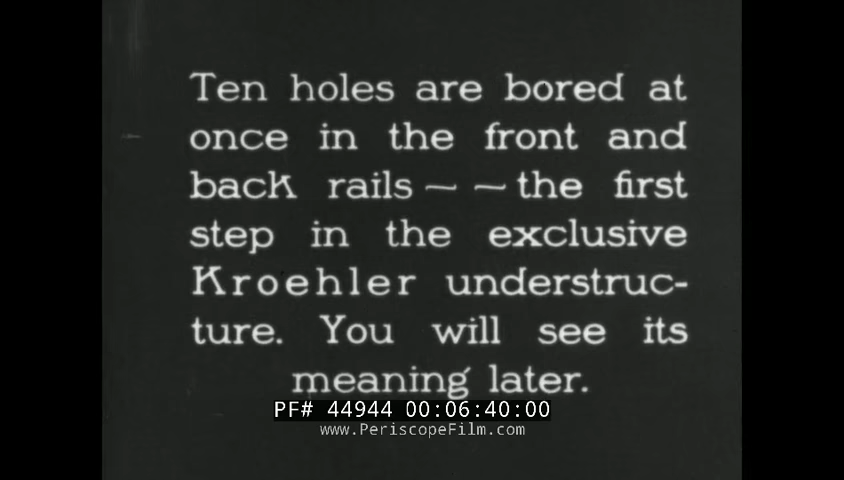 Ten holes are bored at
once in the front and
back rails — — the first
step in the exclusive
Kroehler understruc-
ture. You will see its
meaning later.
PF# 44944 00:06:40:00
www.PeriscopeFilm.com